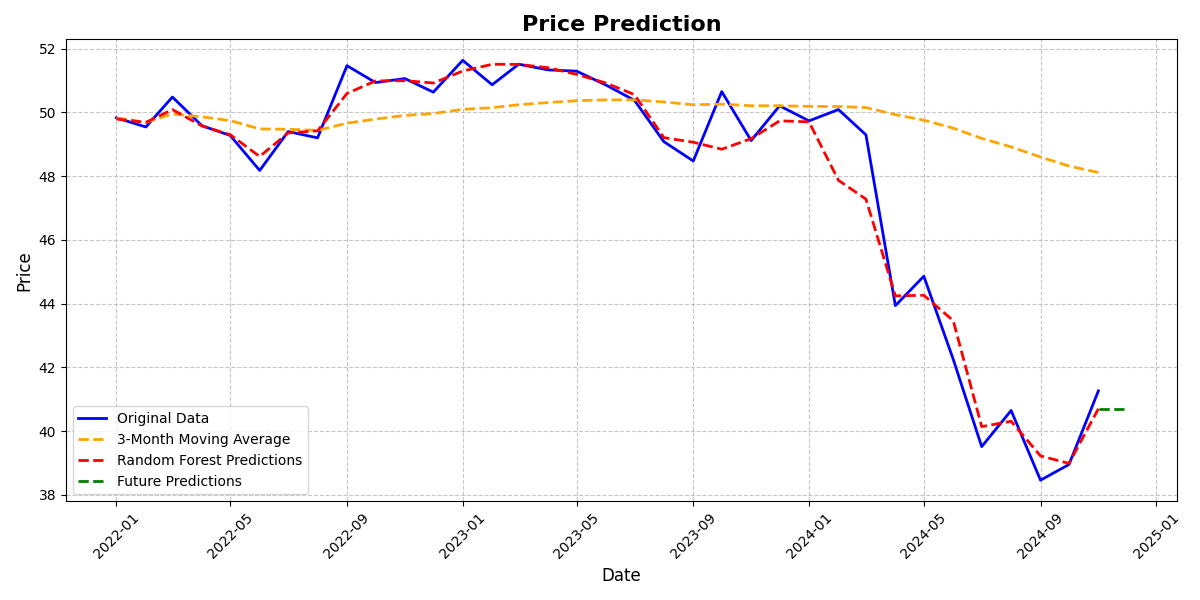 Price Prediction
Price
52
50
48
46
44
42
40
38
Original Data
3-Month Moving Average
Random Forest Predictions
Future Predictions
2022-01
2022-05
2022-09
2023-01
2023-05
2023-09
2024-01
2024-05
2024-09
2025-01
Date